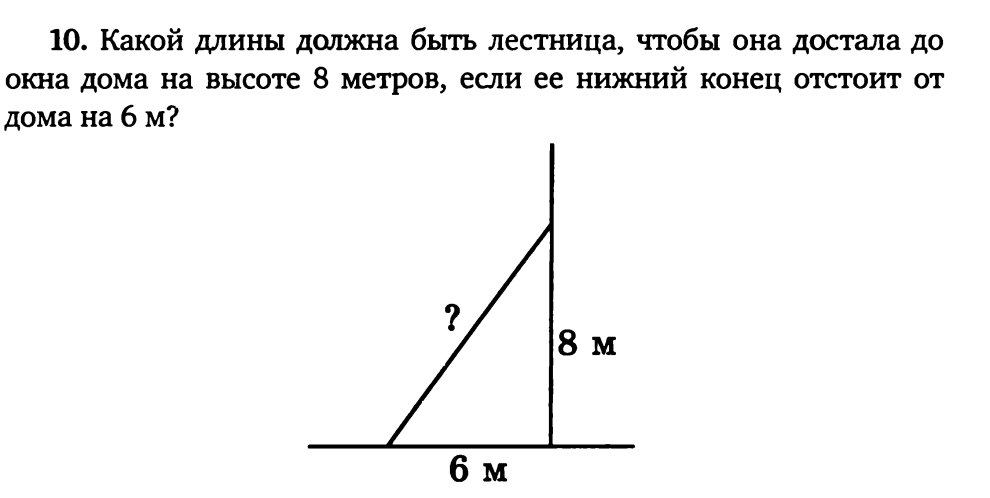 10. Какой длины должна быть лестница, чтобы она достала до
окна дома на высоте 8 метров, если ее нижний конец отстоит от
дома на 6 м?
?
8 м
6 м